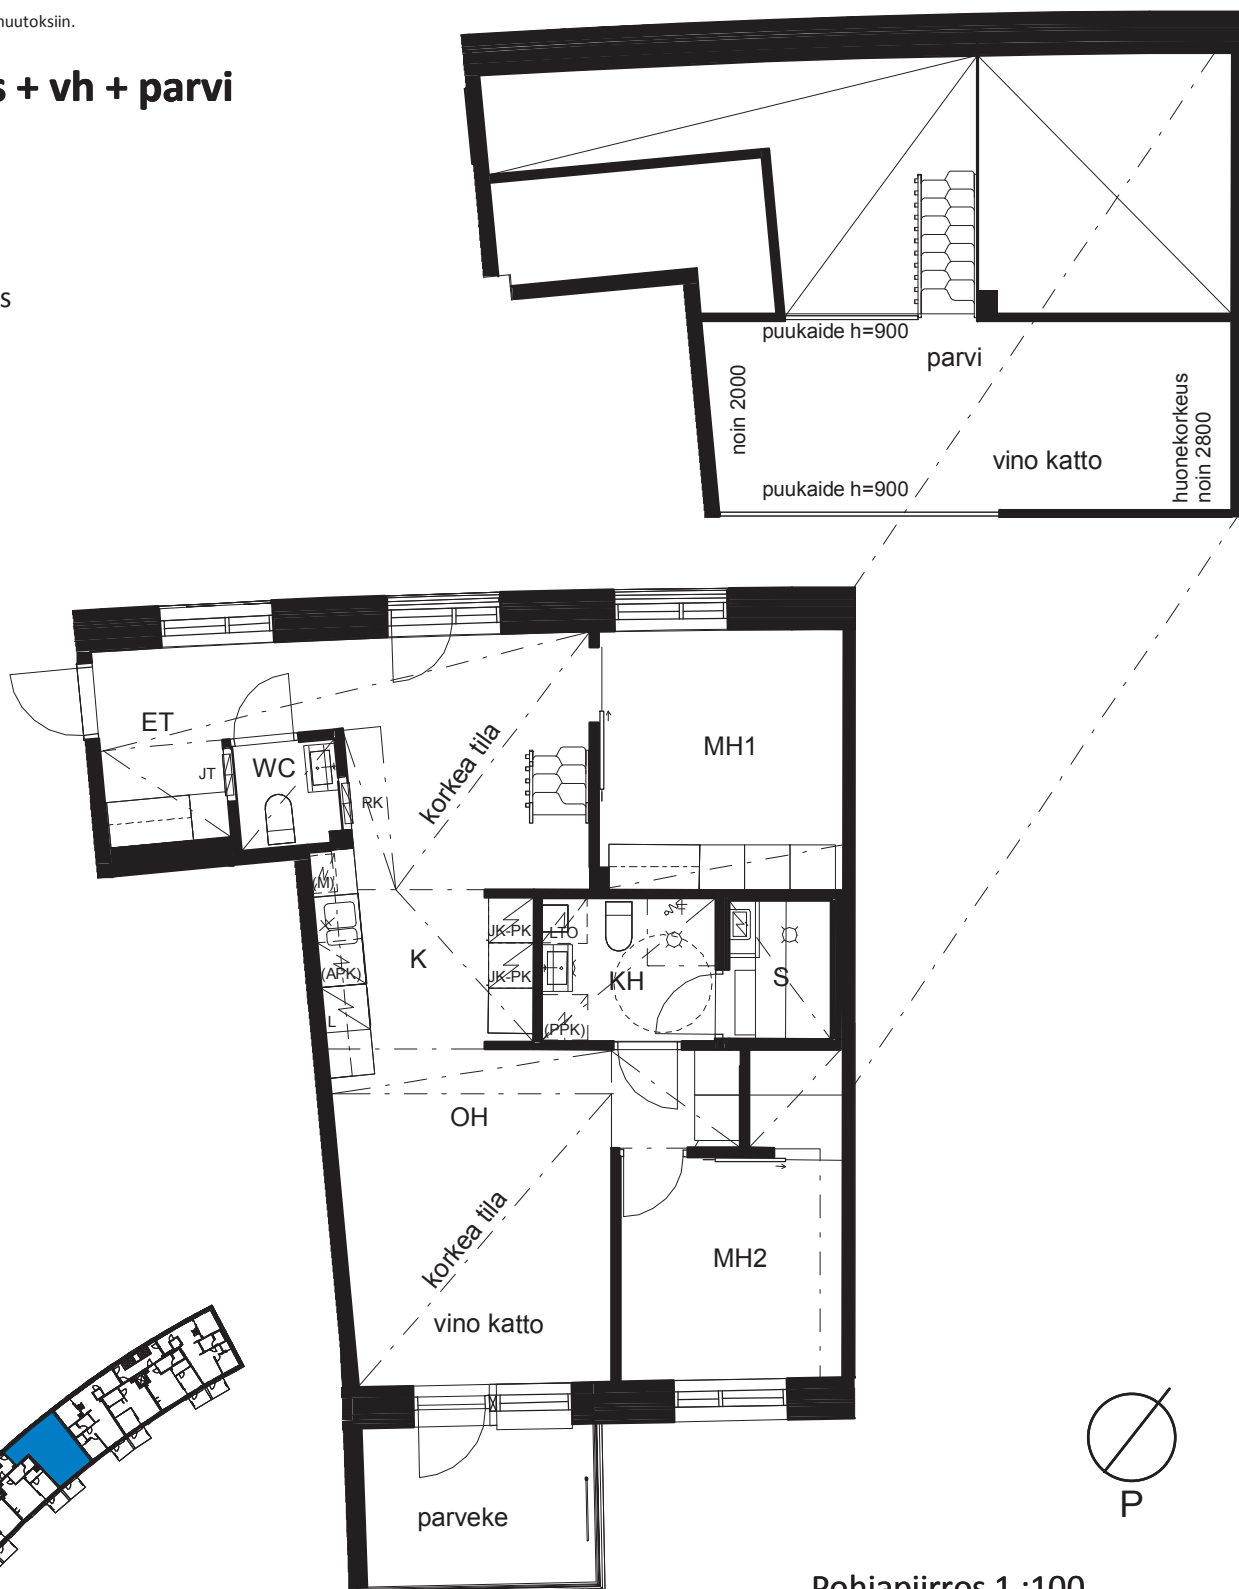 muutoksiin.
s + vh + parvi
s
puukaide h=900
parvi
noin 2000
huonekorkeus
noin 2800
vino katto
puukaide h=900
ET
JT
WC
RK
korkea tila
MH1
(M)
K
(APK)
L
JK-PK
JK-PK
LTO
KH
(PPK)
S
OH
korkea tila
vino katto
MH2
parveke
P
Pohjapiirros 1 :100